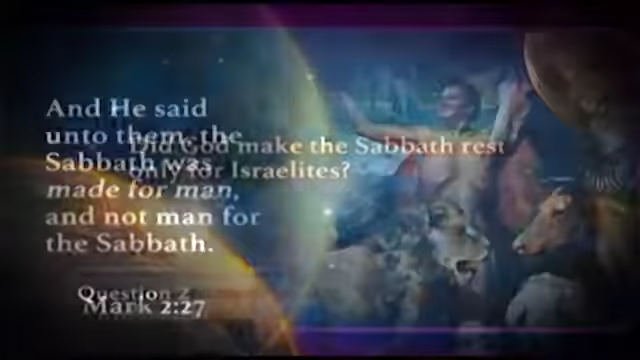 And He said
unto them, the
Sabbath was
made for man,
and not man for
the Sabbath.
Did God make the Sabbath rest
only for Israelites?
Question 2
Mark 2:27